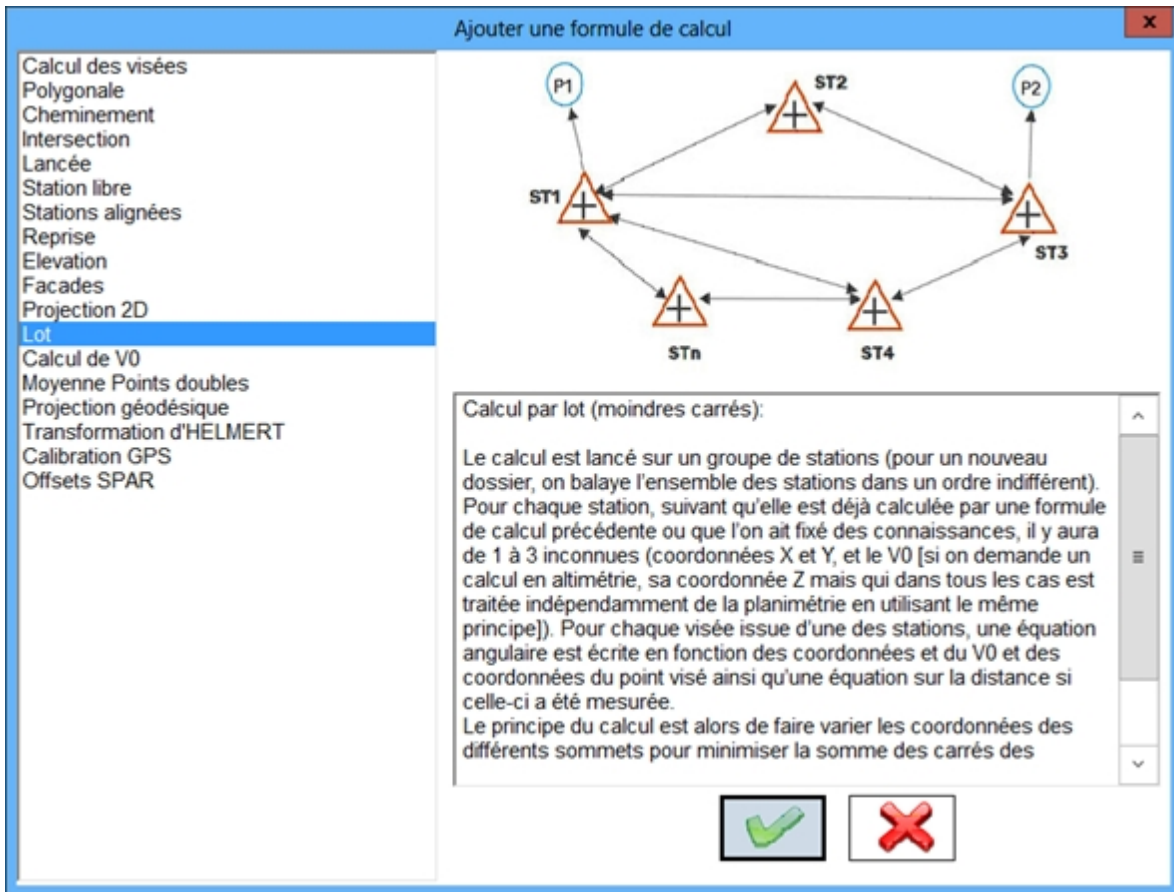 Ajouter une formule de calcul
x
Calcul des visées
Polygonale
Cheminement
Intersection
Lancée
Station libre
Stations alignées
Reprise
Elevation
Facades
Projection 2D
Lot
Calcul de V0
Moyenne Points doubles
Projection géodésique
Transformation d'HELMERT
Calibration GPS
Offsets SPAR
P1
ST2
P2
ST1
ST3
STn
ST4
Calcul par lot (moindres carrés):
Le calcul est lancé sur un groupe de stations (pour un nouveau
dossier, on balaye l'ensemble des stations dans un ordre indifférent).
Pour chaque station, suivant qu'elle est déjà calculée par une formule
de calcul précédente ou que l'on ait fixé des connaissances, il y aura
de 1 à 3 inconnues (coordonnées X et Y, et le V0 [si on demande un
calcul en altimétrie, sa coordonnée Z mais qui dans tous les cas est
traitée indépendamment de la planimétrie en utilisant le même
principe]). Pour chaque visée issue d'une des stations, une équation
angulaire est écrite en fonction des coordonnées et du V0 et des
coordonnées du point visé ainsi qu'une équation sur la distance si
celle-ci a été mesurée.
Le principe du calcul est alors de faire varier les coordonnées des
différents sommets pour minimiser la somme des carrés des